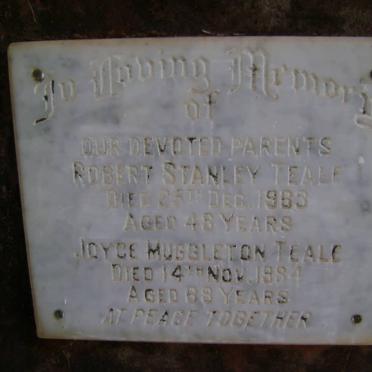 In Loving Memory
of
OUR DEVOTED PARENTS
ROBERT STANLEY TEALE
DIED 25TH DEC. 1963
AGED 48 YEARS
JOYCE MUGGLETON TEALE
DIED 14TH NOV. 1984
AGED 68 YEARS
AT PEACE TOGETHER